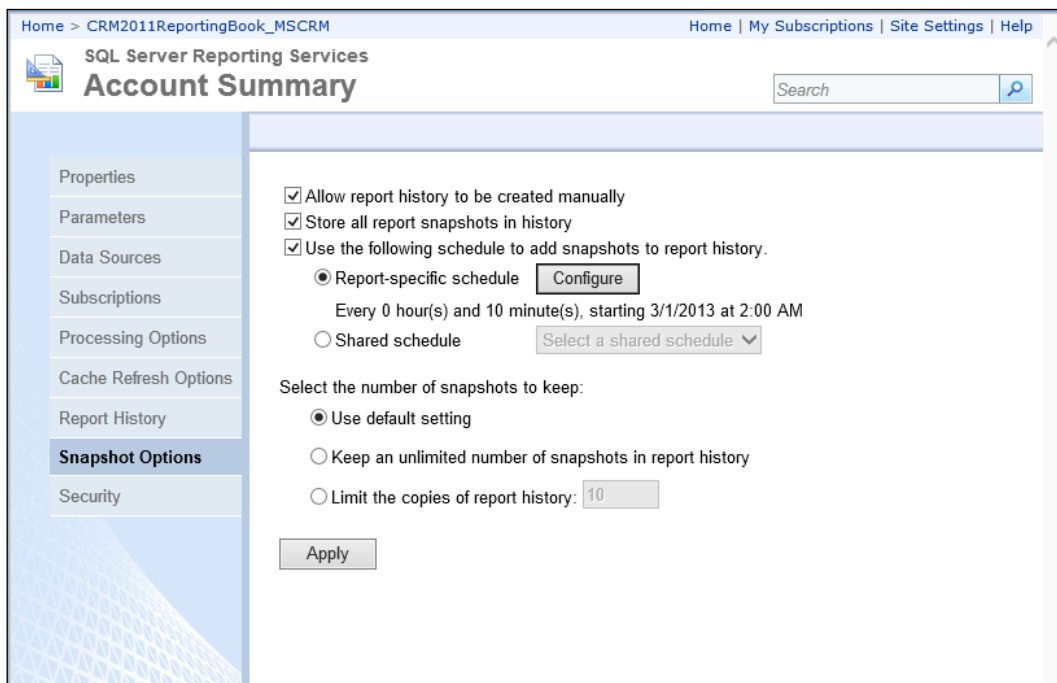 Home > CRM2011ReportingBook_MSCRM
Home | My Subscriptions | Site Settings | Help
SQL Server Reporting Services
Account Summary
Search
Properties
Parameters
Data Sources
Subscriptions
Processing Options
Cache Refresh Options
Report History
Snapshot Options
Security
Allow report history to be created manually
Store all report snapshots in history
Use the following schedule to add snapshots to report history.
Report-specific schedule Configure
Every 0 hour(s) and 10 minute(s), starting 3/1/2013 at 2:00 AM
Shared schedule Select a shared schedule
Select the number of snapshots to keep:
Use default setting
Keep an unlimited number of snapshots in report history
Limit the copies of report history: 10
Apply